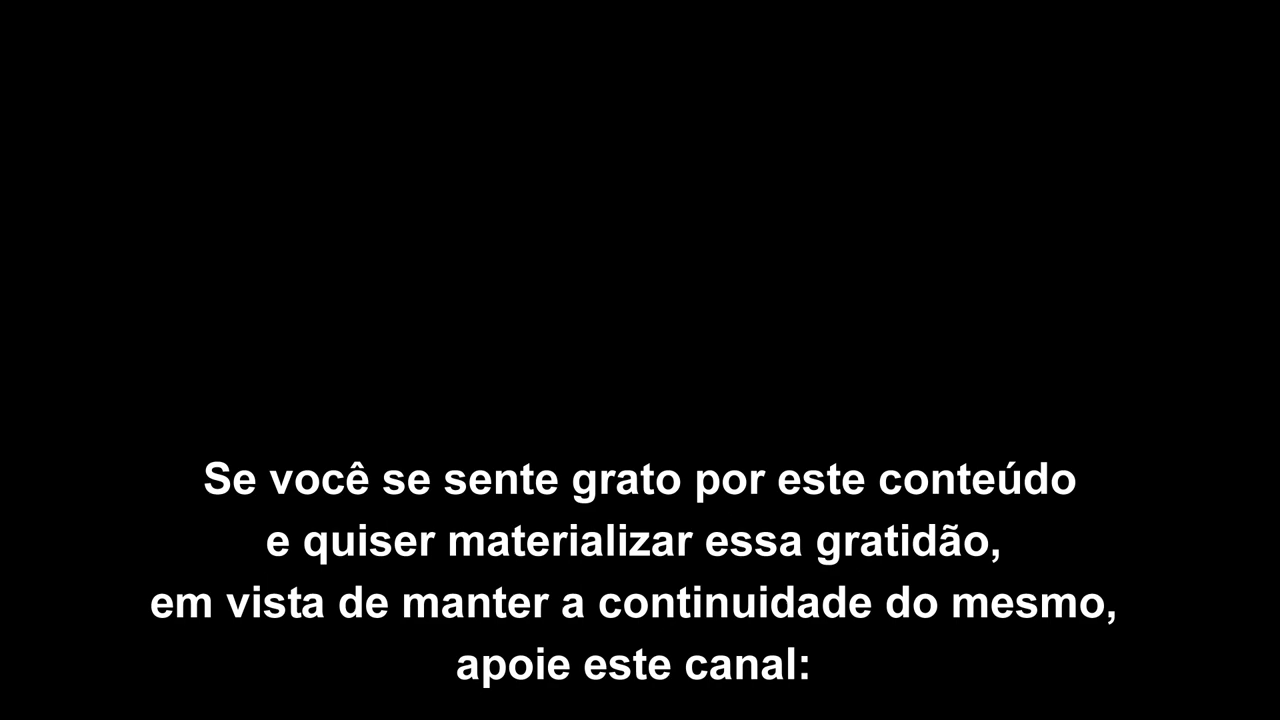 Se você se sente grato por este conteúdo
e quiser materializar essa gratidão,
em vista de manter a continuidade do mesmo,
apoie este canal: